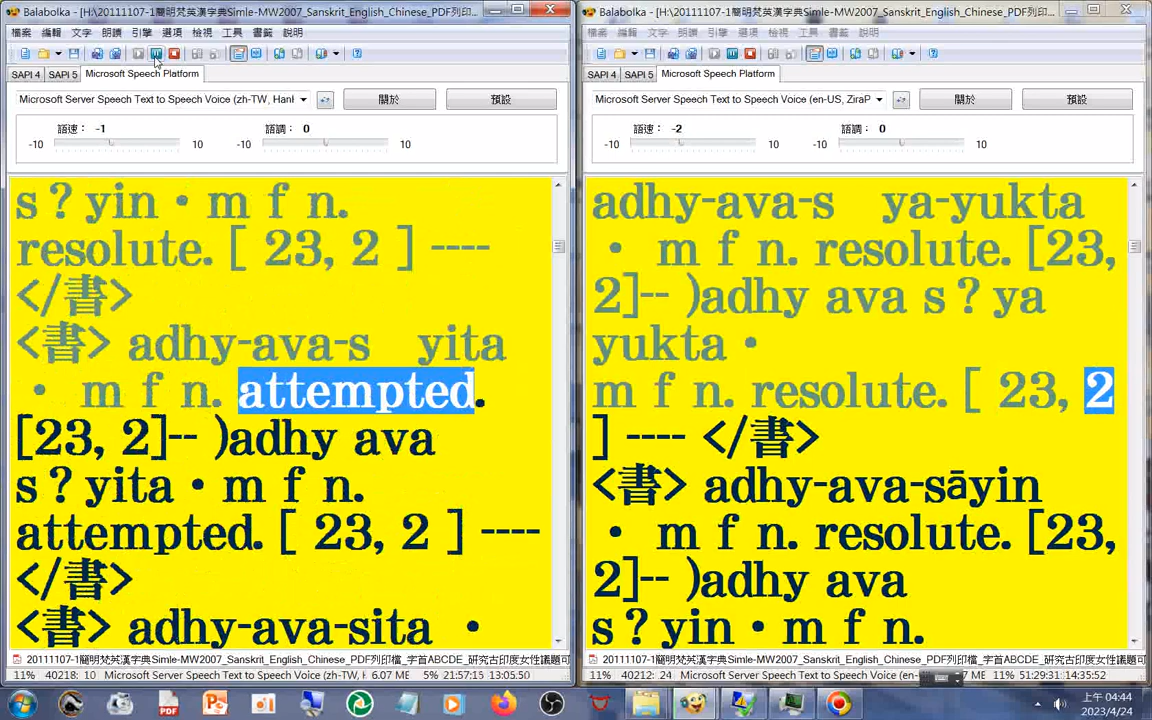 Balabolka - [H:\20111107-1簡明梵英漢字典Simle-MW2007_Sanskrit_English_Chinese_PDF列印...
檔案 編輯 文字 朗讀 引擎 選項 檢視 工具 書籤 說明
SAPI 4 SAPI 5 Microsoft Speech Platform
Microsoft Server Speech Text to Speech Voice (zh-TW, HanI 關於 預設
語速： -1 語調： 0
-10 10 -10 10
s？yin • m f n.
resolute. [ 23, 2 ] ----
</書>
<書> adhy-ava-s yita
• m f n. attempted.
[23, 2]-- )adhy ava
s？yita • m f n.
attempted. [ 23, 2 ] ----
</書>
<書> adhy-ava-sita •
20111107-1簡明梵英漢字典Simle-MW2007_Sanskrit_English_Chinese_PDF列印檔_字首ABCDE_研究古印度女性議題可
11% 40218: 10 Microsoft Server Speech Text to Speech Voice (zh-TW, H 6.07 ME 5% 21:57:15 13:05.50
Balabolka - [H:\20111107-1簡明梵英漢字典Simle-MW2007_Sanskrit_English_Chinese_PDF列印...
檔案 編輯 文字 朗讀 引擎 選項 檢視 工具 書籤 說明
SAPI 4 SAPI 5 Microsoft Speech Platform
Microsoft Server Speech Text to Speech Voice (en-US, ZiraP 關於 預設
語速： -2 語調： 0
-10 10 -10 10
adhy-ava-s ya-yukta
• m f n. resolute. [23,
2]-- )adhy ava s？ya
yukta •
m f n. resolute. [ 23, 2
] ---- </書>
<書> adhy-ava-sāyin
• m f n. resolute. [23,
2]-- )adhy ava
s？yin • m f n.
20111107-1簡明梵英漢字典Simle-MW2007_Sanskrit_English_Chinese_PDF列印檔_字首ABCDE_研究古印度女性議題可
11% 40212: 24 Microsoft Server Speech Text to Speech Voice (e 11% 51:29:31:14:35:52
上午 04:44
2023/4/24